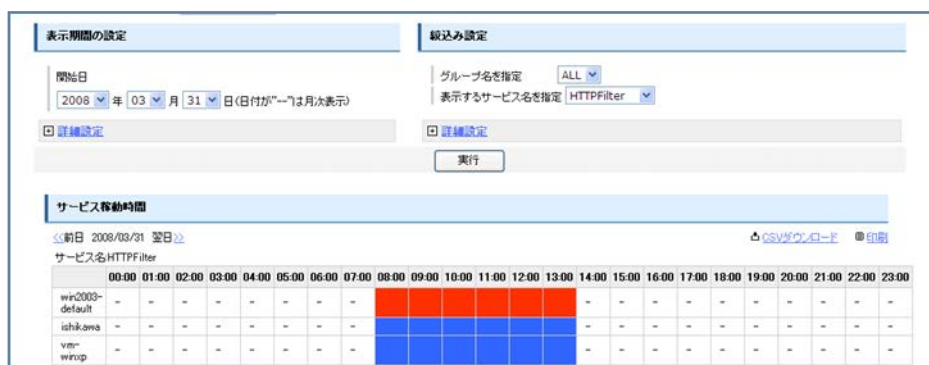 表示期間の設定
絞込み設定
開始日
2008 年 03 月 31 日(日付が"--"は月次表示)
グループ名を指定 ALL
表示するサービス名を指定 HTTPFilter
詳細設定
詳細設定
実行
サービス稼動時間
<<前日 2008/03/31 翌日>>
CSVダウンロード 印刷
サービス名HTTPFilter
00:00 01:00 02:00 03:00 04:00 05:00 06:00 07:00 08:00 09:00 10:00 11:00 12:00 13:00 14:00 15:00 16:00 17:00 18:00 19:00 20:00 21:00 22:00 23:00
win2003-
default - - - - - - - - - - - - - - - - - -
ishikawa - - - - - - - - - - - - - - - - - -
vm-
winxp - - - - - - - - - - - - - - - - - -